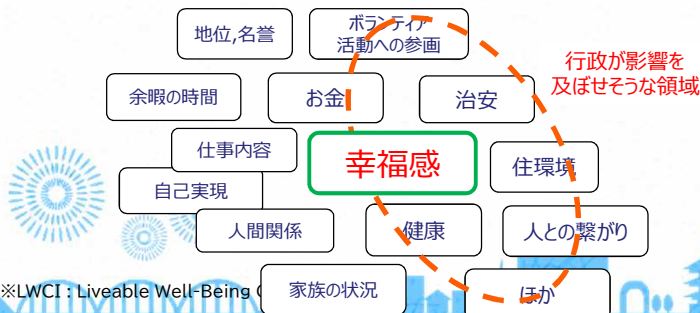 地位,名誉
ボランティア
活動への参画
行政が影響を
及ぼせそうな領域
余暇の時間
お金
治安
仕事内容
幸福感
住環境
自己実現
人間関係
健康
人との繋がり
※LWCI : Liveable Well-Being
家族の状況
ほか